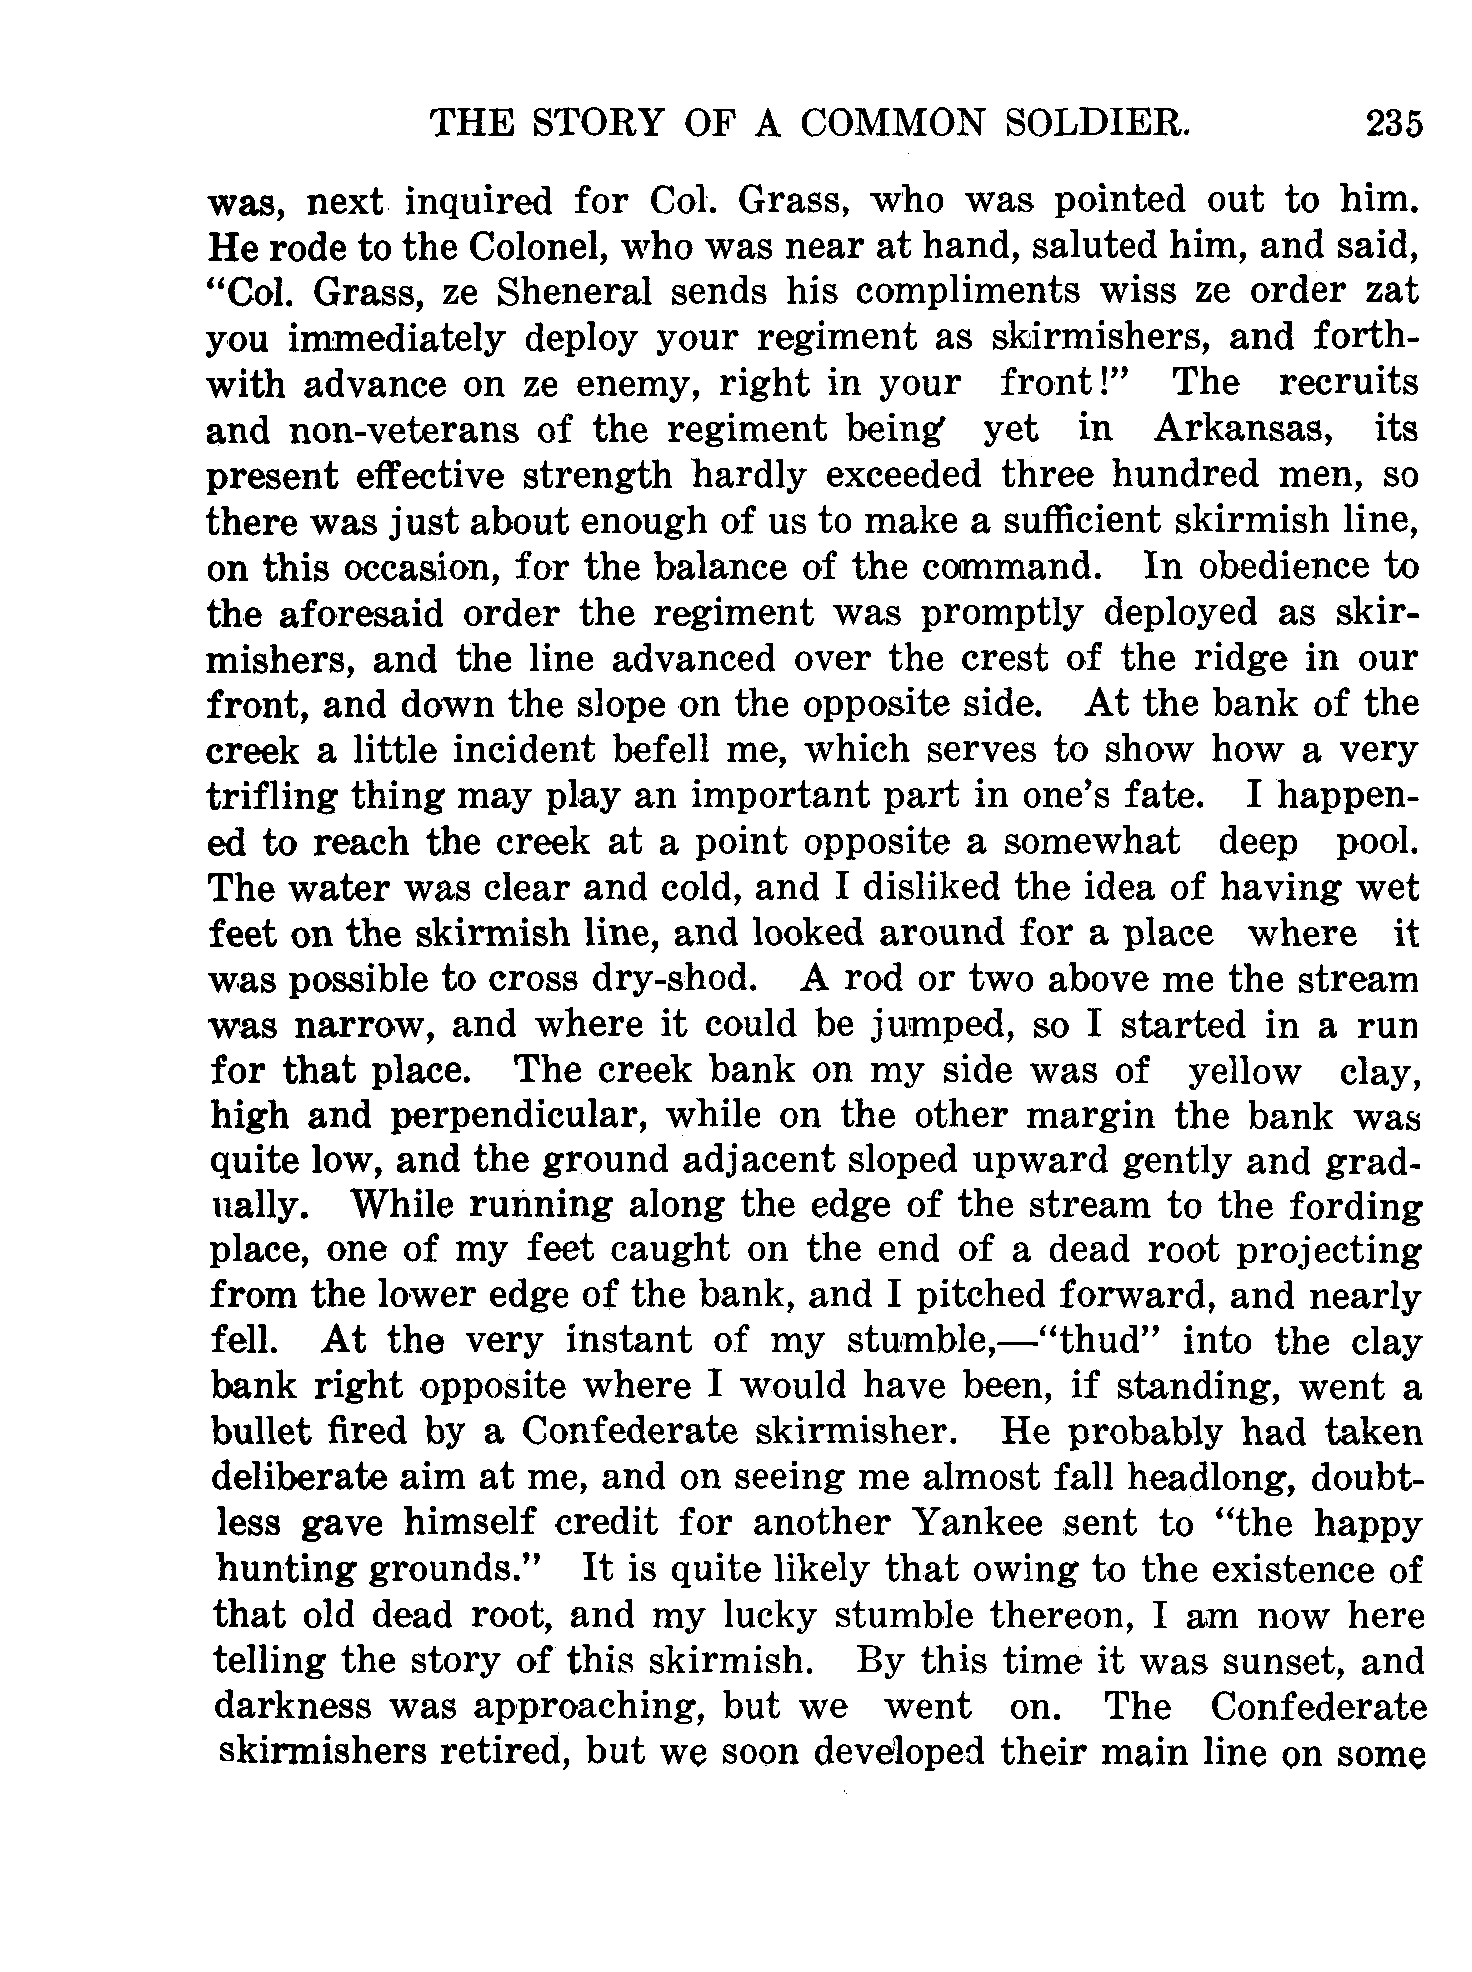 THE STORY OF A COMMON SOLDIER. 235
was, next inquired for Col. Grass, who was pointed out to him.
He rode to the Colonel, who was near at hand, saluted him, and said,
“Col. Grass, ze Sheneral sends his compliments wiss ze order zat
you immediately deploy your regiment as skirmishers, and forth-
with advance on ze enemy, right in your front!” The recruits
and non-veterans of the regiment being yet in Arkansas, its
present effective strength hardly exceeded three hundred men, so
there was just about enough of us to make a sufficient skirmish line,
on this occasion, for the balance of the command. In obedience to
the aforesaid order the regiment was promptly deployed as skir-
mishers, and the line advanced over the crest of the ridge in our
front, and down the slope on the opposite side. At the bank of the
creek a little incident befell me, which serves to show how a very
trifling thing may play an important part in one's fate. I happen-
ed to reach the creek at a point opposite a somewhat deep pool.
The water was clear and cold, and I disliked the idea of having wet
feet on the skirmish line, and looked around for a place where it
was possible to cross dry-shod. A rod or two above me the stream
was narrow, and where it could be jumped, so I started in a run
for that place. The creek bank on my side was of yellow clay,
high and perpendicular, while on the other margin the bank was
quite low, and the ground adjacent sloped upward gently and grad-
ually. While running along the edge of the stream to the fording
place, one of my feet caught on the end of a dead root projecting
from the lower edge of the bank, and I pitched forward, and nearly
fell. At the very instant of my stumble,—“thud” into the clay
bank right opposite where I would have been, if standing, went a
bullet fired by a Confederate skirmisher. He probably had taken
deliberate aim at me, and on seeing me almost fall headlong, doubt-
less gave himself credit for another Yankee sent to “the happy
hunting grounds.” It is quite likely that owing to the existence of
that old dead root, and my lucky stumble thereon, I am now here
telling the story of this skirmish. By this time it was sunset, and
darkness was approaching, but we went on. The Confederate
skirmishers retired, but we soon developed their main line on some